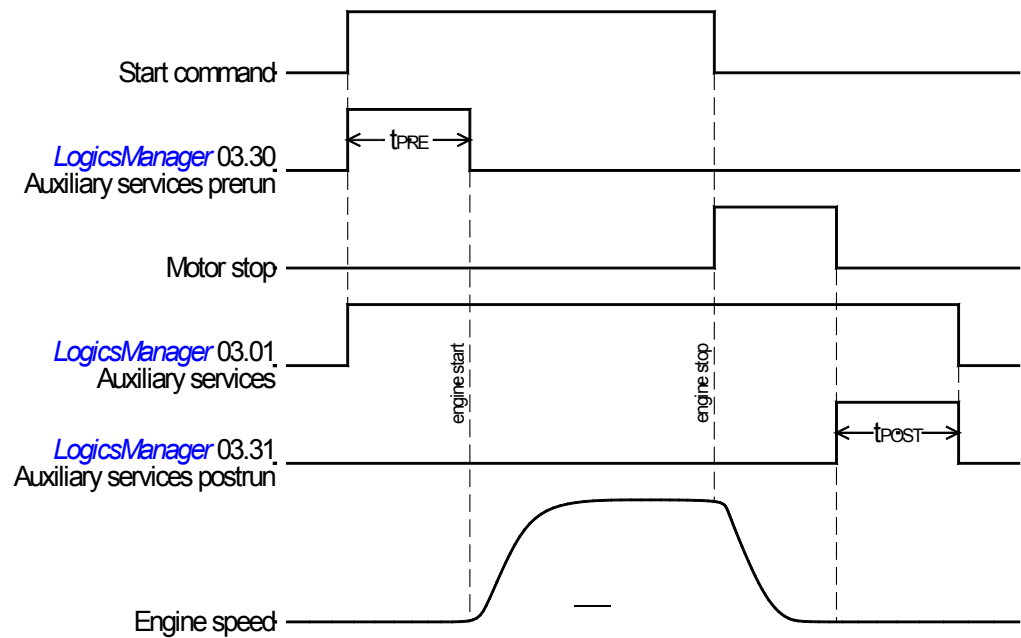 Start command
tPRE
LogicsManager 03.30
Auxiliary services prerun
Motor stop
LogicsManager 03.01
Auxiliary services
engine start
engine stop
LogicsManager 03.31
Auxiliary services postrun
tPOST
Engine speed